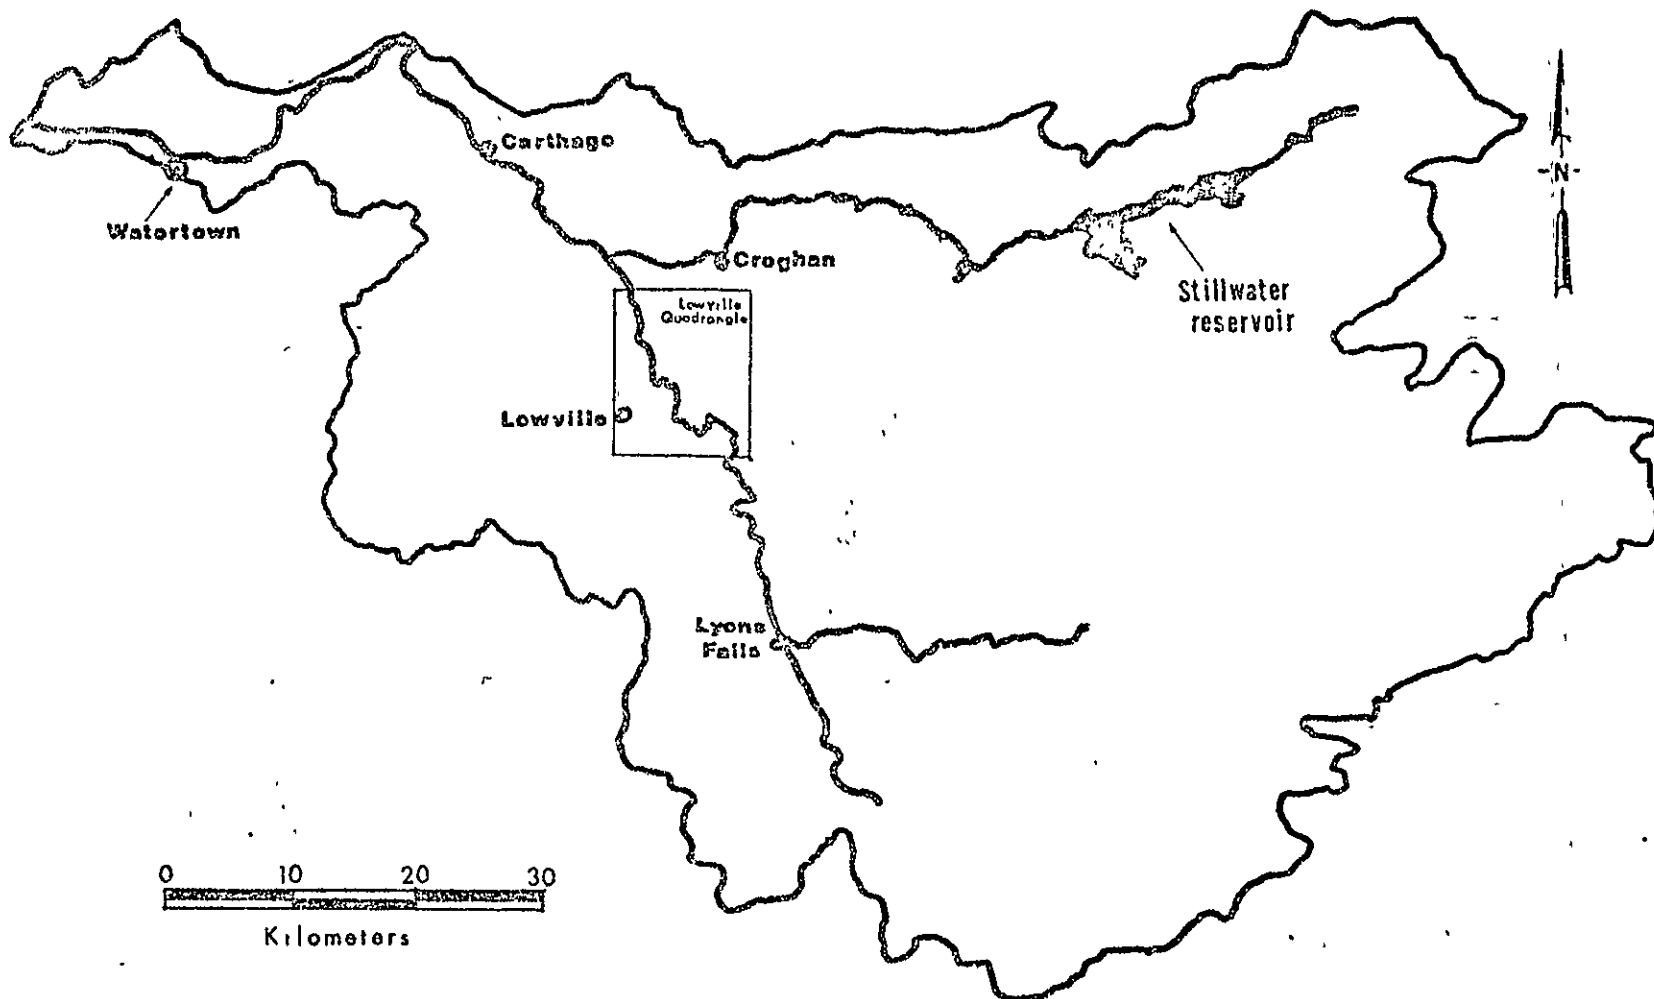 Carthage
Watertown
Croghan
-N-
Stillwater
reservoir
Lowville
Quadrangle
Lowville
Lyons
Falls
0 10 20 30
Kilometers